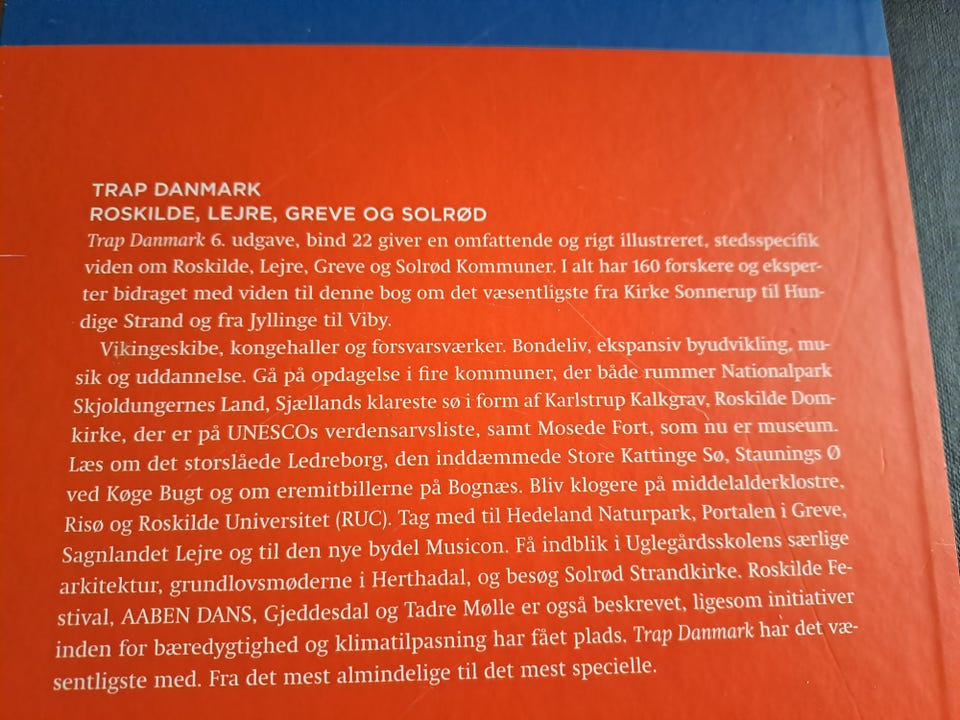 TRAP DANMARK
ROSKILDE, LEJRE, GREVE OG SOLRØD
Trap Danmark 6. udgave, bind 22 giver en omfattende og rigt illustreret, stedsspecifik
viden om Roskilde, Lejre, Greve og Solrød Kommuner. I alt har 160 forskere og eksper-
ter bidraget med viden til denne bog om det væsentligste fra Kirke Sonnerup til Hun-
dige Strand og fra Jyllinge til Viby.
Vikingeskibe, kongehaller og forsvarsværker. Bondeliv, ekspansiv byudvikling, mu-
sik og uddannelse. Gå på opdagelse i fire kommuner, der både rummer Nationalpark
Skjoldungernes Land, Sjællands klareste sø i form af Karlstrup Kalkgrav, Roskilde Dom-
kirke, der er på UNESCOs verdensarvsliste, samt Mosede Fort, som nu er museum.
Læs om det storslåede Ledreborg, den inddæmmede Store Kattinge Sø, Staunings Ø
ved Køge Bugt og om eremitbillerne på Bognæs. Bliv klogere på middelalderklostre,
Risø og Roskilde Universitet (RUC). Tag med til Hedeland Naturpark, Portalen i Greve,
Sagnlandet Lejre og til den nye bydel Musicon. Få indblik i Uglegårdsskolens særlige
arkitektur, grundlovsmøderne i Herthadal, og besøg Solrød Strandkirke. Roskilde Fe-
stival, AABEN DANS, Gjeddesdal og Tadre Mølle er også beskrevet, ligesom initiativer
inden for bæredygtighed og klimatilpasning har fået plads. Trap Danmark har det væ-
sentligste med. Fra det mest almindelige til det mest specielle.